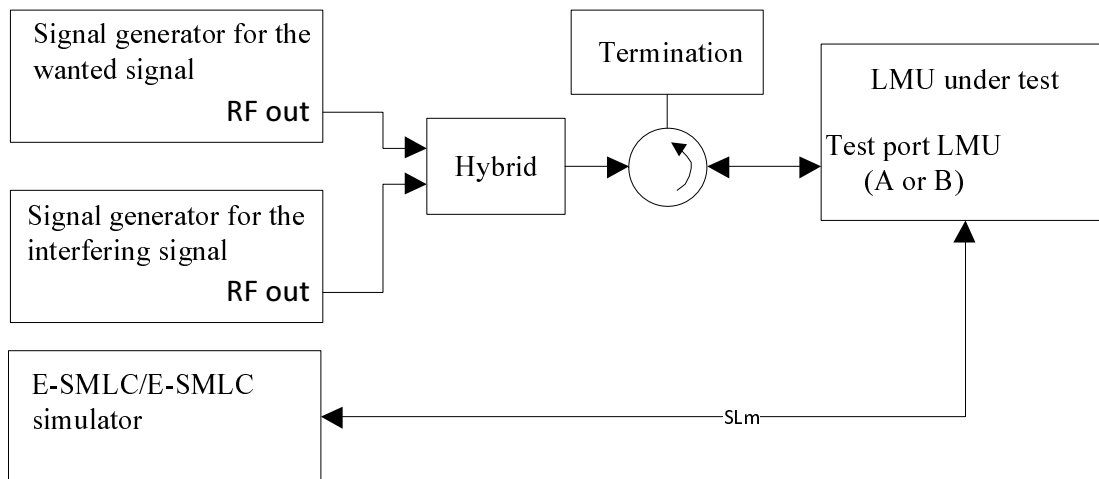 Signal generator for the
wanted signal
RF out
Signal generator for the
interfering signal
RF out
Hybrid
Termination
LMU under test
Test port LMU
(A or B)
E-SMLC/E-SMLC
simulator
SLm